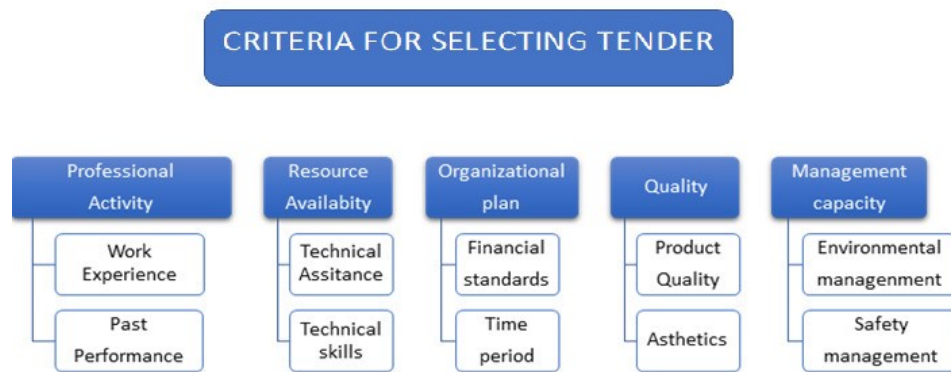 CRITERIA FOR SELECTING TENDER
Professional
Activity
Work
Experience
Past
Performance
Resource
Availabity
Technical
Assitance
Technical
skills
Organizational
plan
Financial
standards
Time
period
Quality
Product
Quality
Asthetics
Management
capacity
Environmental
managenment
Safety
management